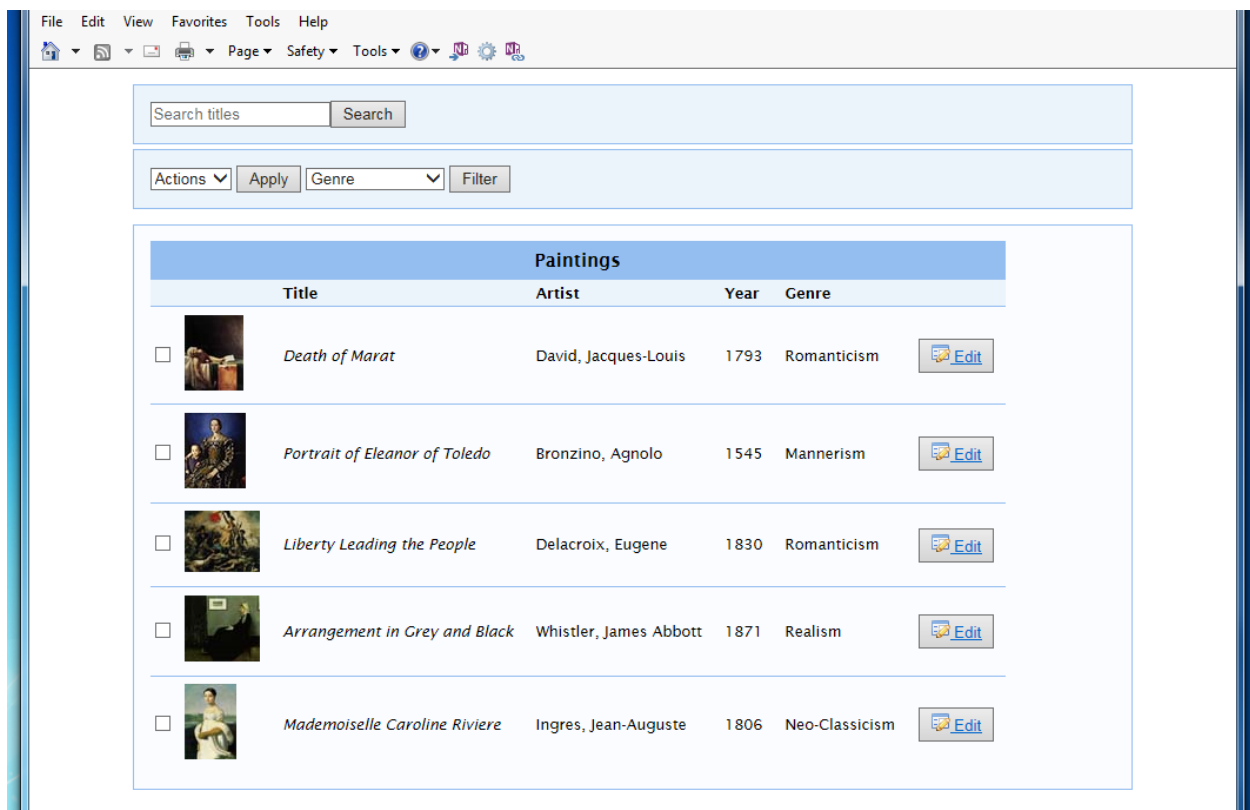 File Edit View Favorites Tools Help
Page Safety Tools
Search titles Search
Actions Apply Genre Filter
Paintings
Title Artist Year Genre
Death of Marat David, Jacques-Louis 1793 Romanticism Edit
Portrait of Eleanor of Toledo Bronzino, Agnolo 1545 Mannerism Edit
Liberty Leading the People Delacroix, Eugene 1830 Romanticism Edit
Arrangement in Grey and Black Whistler, James Abbott 1871 Realism Edit
Mademoiselle Caroline Riviere Ingres, Jean-Auguste 1806 Neo-Classicism Edit